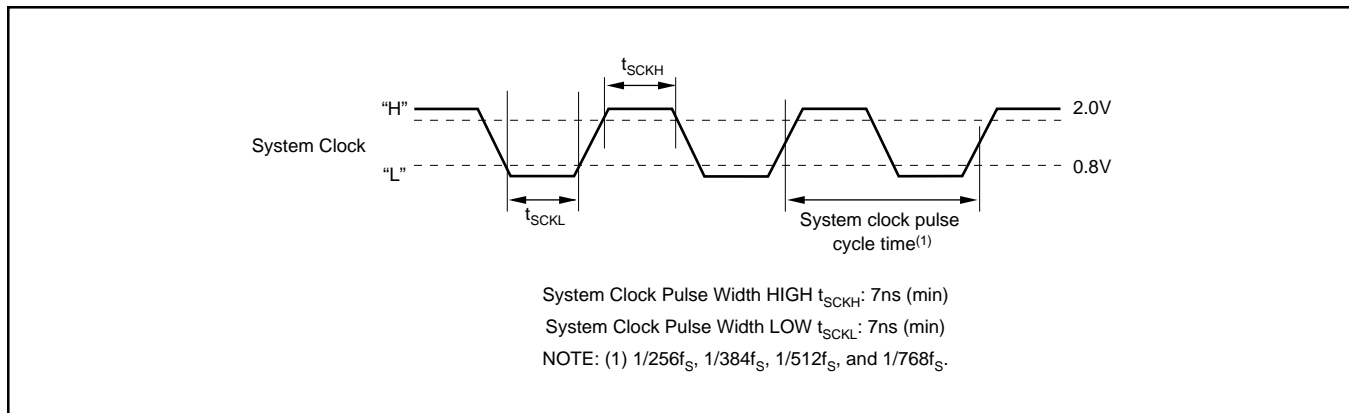 tSCKH
“H”
2.0V
System Clock
0.8V
“L”
tSCKL
System clock pulse
cycle time(1)
System Clock Pulse Width HIGH tSCKH: 7ns (min)
System Clock Pulse Width LOW tSCKL: 7ns (min)
NOTE: (1) 1/256fS, 1/384fS, 1/512fS, and 1/768fS.